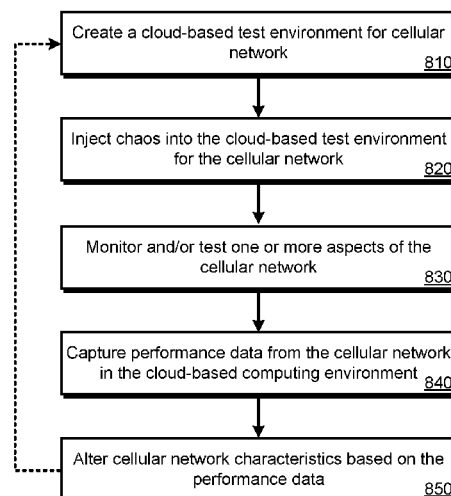 Create a cloud-based test environment for cellular
network
810
Inject chaos into the cloud-based test environment
for the cellular network
820
Monitor and/or test one or more aspects of the
cellular network
830
Capture performance data from the cellular network
in the cloud-based computing environment
840
Alter cellular network characteristics based on the
performance data
850